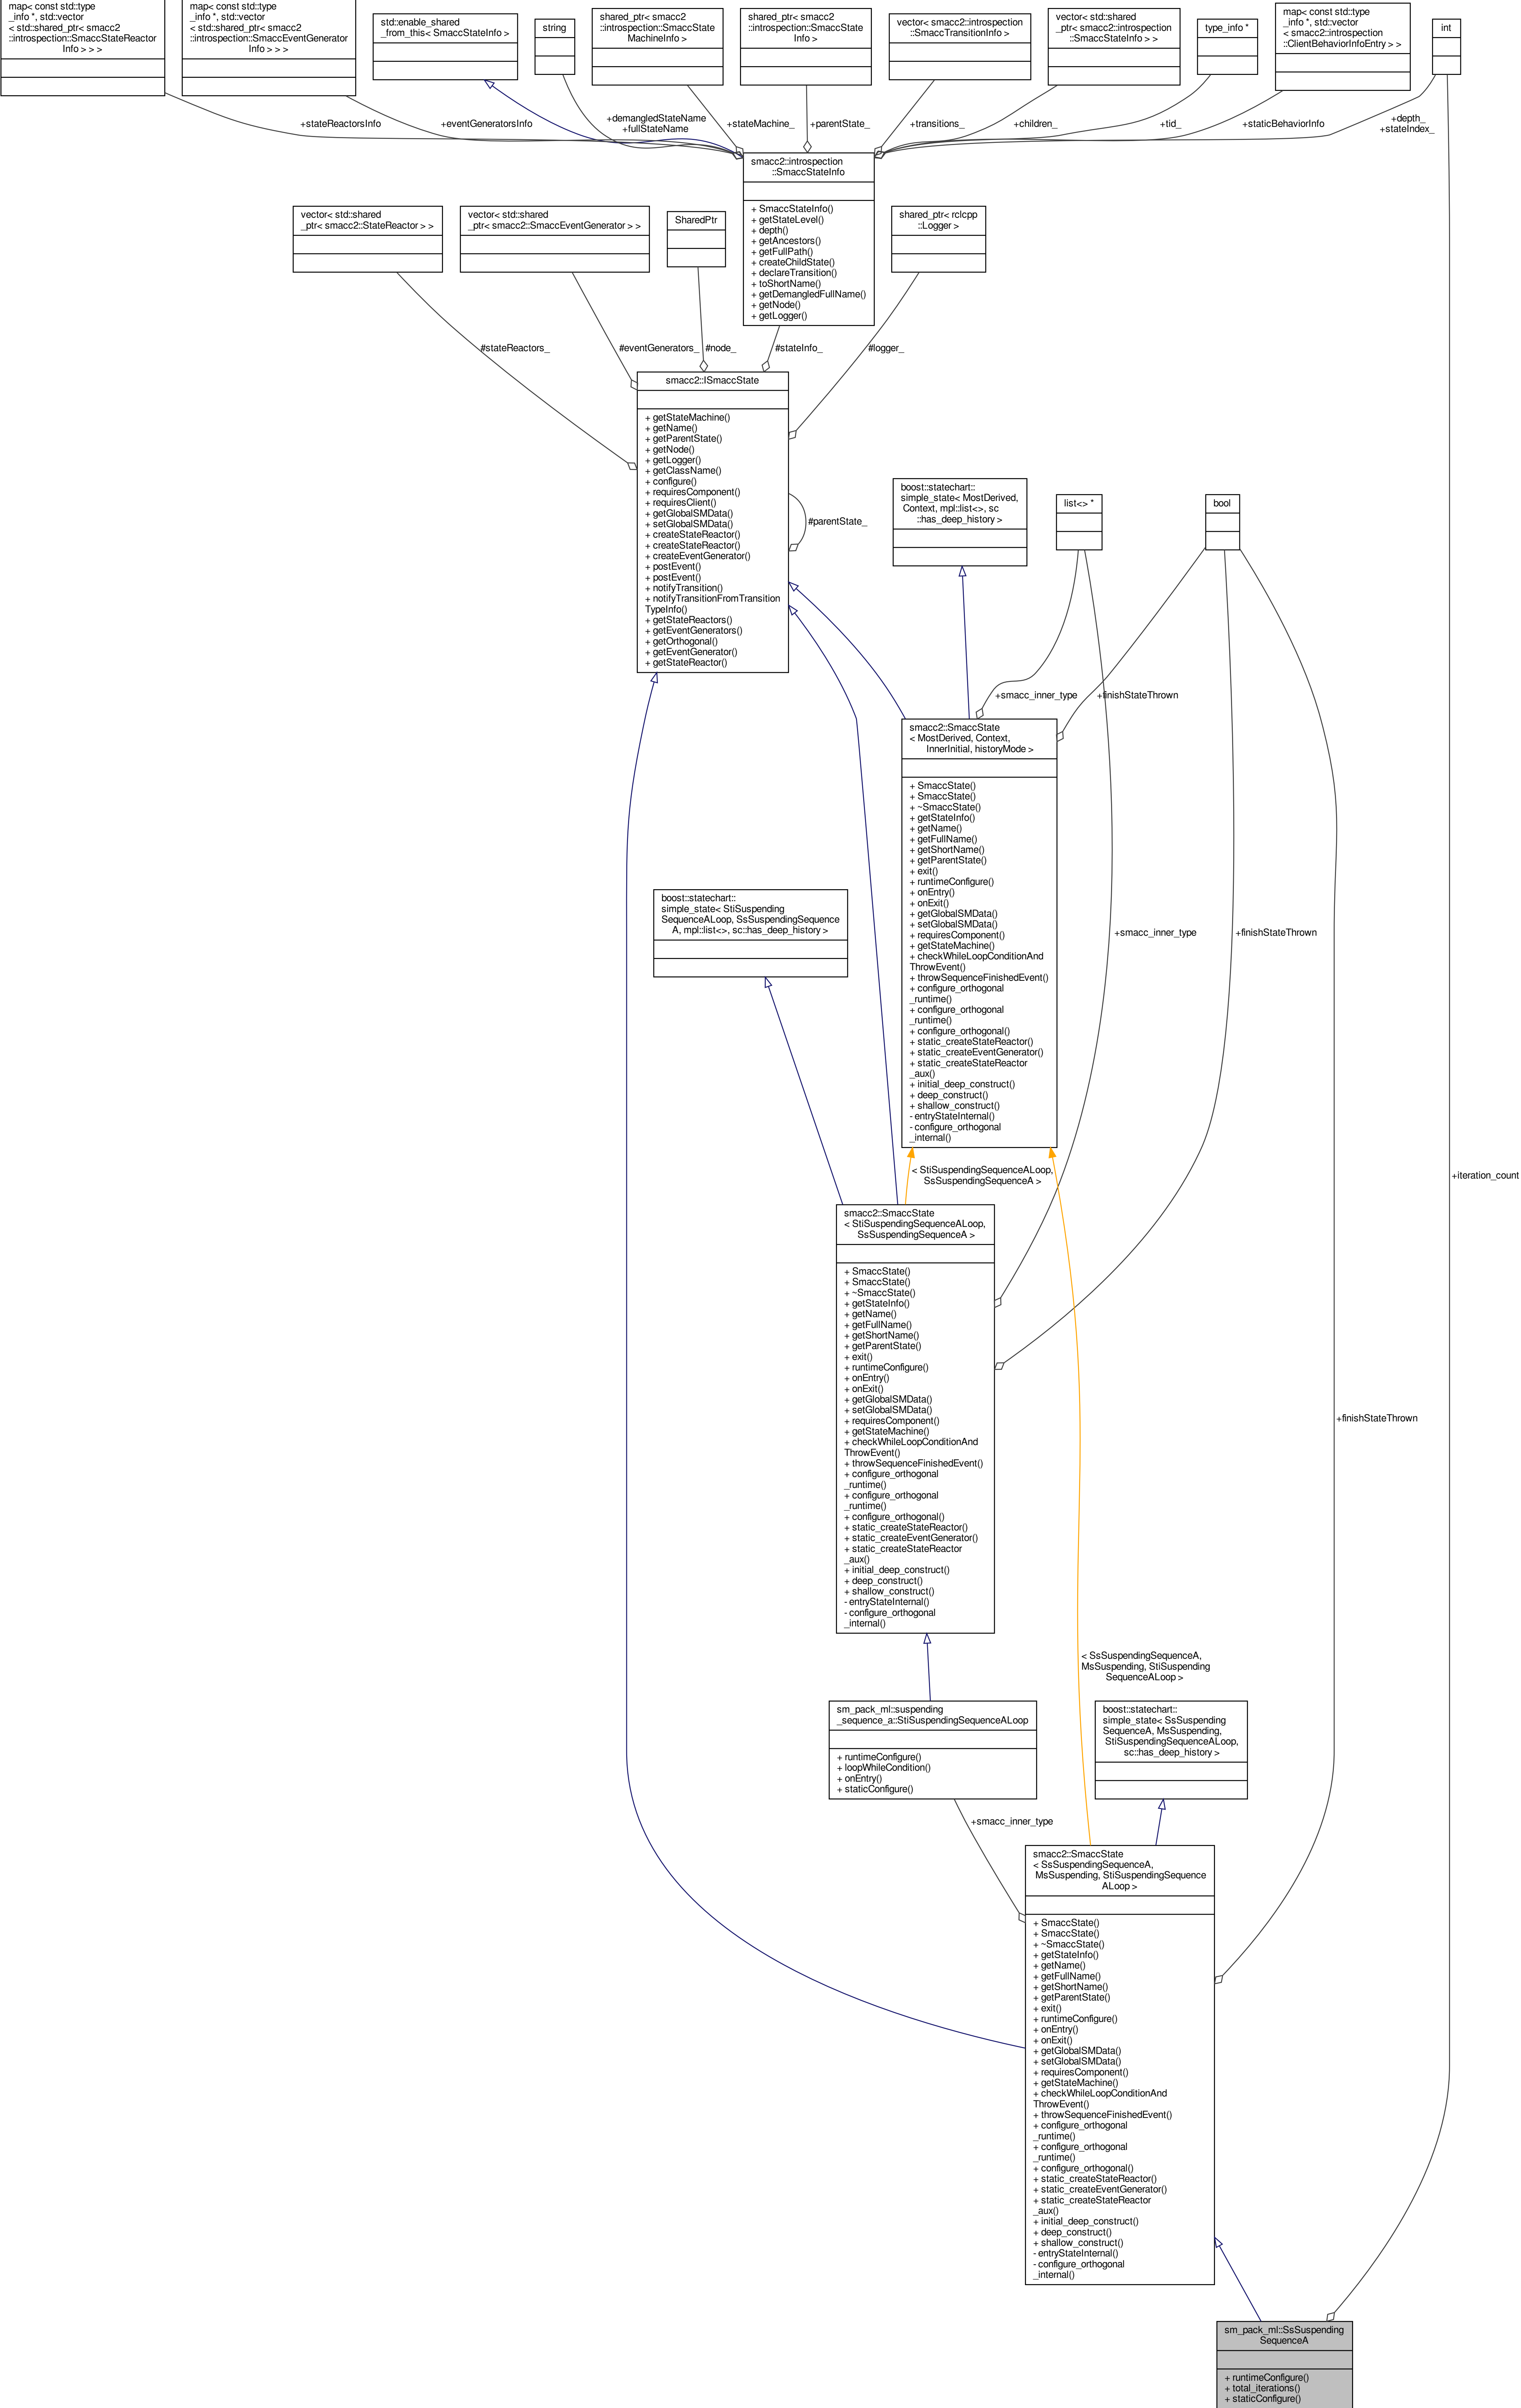 map< const std::type
_info *, std::vector
< std::shared_ptr< smacc2
::introspection::SmaccStateReactor
Info > > >
map< const std::type
_info *, std::vector
< std::shared_ptr< smacc2
::introspection::SmaccEventGenerator
Info > > >
std::enable_shared
_from_this< SmaccStateInfo >
string
shared_ptr< smacc2
::introspection::SmaccState
MachineInfo >
shared_ptr< smacc2
::introspection::SmaccState
Info >
vector< smacc2::introspection
::SmaccTransitionInfo >
vector< std::shared
_ptr< smacc2::introspection
::SmaccStateInfo > >
type_info *
map< const std::type
_info *, std::vector
< smacc2::introspection
::ClientBehaviorInfoEntry > >
int
+stateReactorsInfo
+eventGeneratorsInfo
+demangledStateName
+fullStateName
+stateMachine_
+parentState_
+transitions_
+children_
+tid_
+staticBehaviorInfo
+depth_
+stateIndex_
smacc2::introspection
::SmaccStateInfo
+ SmaccStateInfo()
+ getStateLevel()
+ depth()
+ getAncestors()
+ getFullPath()
+ createChildState()
+ declareTransition()
+ toShortName()
+ getDemangledFullName()
+ getNode()
+ getLogger()
vector< std::shared
_ptr< smacc2::StateReactor > >
vector< std::shared
_ptr< smacc2::SmaccEventGenerator > >
SharedPtr
shared_ptr< rclcpp
::Logger >
#stateReactors_
#eventGenerators_
#node_
#stateInfo_
#logger_
smacc2::ISmaccState
+ getStateMachine()
+ getName()
+ getParentState()
+ getNode()
+ getLogger()
+ getClassName()
+ configure()
+ requiresComponent()
+ requiresClient()
+ getGlobalSMData()
+ setGlobalSMData()
+ createStateReactor()
+ createStateReactor()
+ createEventGenerator()
+ postEvent()
+ postEvent()
+ notifyTransition()
+ notifyTransitionFromTransition
TypeInfo()
+ getStateReactors()
+ getEventGenerators()
+ getOrthogonal()
+ getEventGenerator()
+ getStateReactor()
#parentState_
boost::statechart::
simple_state< MostDerived,
Context, mpl::list<>, sc
::has_deep_history >
list<> *
bool
+smacc_inner_type
+finishStateThrown
smacc2::SmaccState
< MostDerived, Context,
InnerInitial, historyMode >
+ SmaccState()
+ SmaccState()
+ ~SmaccState()
+ getStateInfo()
+ getName()
+ getFullName()
+ getShortName()
+ getParentState()
+ exit()
+ runtimeConfigure()
+ onEntry()
+ onExit()
+ getGlobalSMData()
+ setGlobalSMData()
+ requiresComponent()
+ getStateMachine()
+ checkWhileLoopConditionAnd
ThrowEvent()
+ throwSequenceFinishedEvent()
+ configure_orthogonal
_runtime()
+ configure_orthogonal
_runtime()
+ configure_orthogonal()
+ static_createStateReactor()
+ static_createEventGenerator()
+ static_createStateReactor
_aux()
+ initial_deep_construct()
+ deep_construct()
+ shallow_construct()
- entryStateInternal()
- configure_orthogonal
_internal()
boost::statechart::
simple_state< StiSuspending
SequenceALoop, SsSuspendingSequence
A, mpl::list<>, sc::has_deep_history >
+smacc_inner_type
+finishStateThrown
< StiSuspendingSequenceALoop,
SsSuspendingSequenceA >
+iteration_count
smacc2::SmaccState
< StiSuspendingSequenceALoop,
SsSuspendingSequenceA >
+ SmaccState()
+ SmaccState()
+ ~SmaccState()
+ getStateInfo()
+ getName()
+ getFullName()
+ getShortName()
+ getParentState()
+ exit()
+ runtimeConfigure()
+ onEntry()
+ onExit()
+ getGlobalSMData()
+ setGlobalSMData()
+ requiresComponent()
+ getStateMachine()
+ checkWhileLoopConditionAnd
ThrowEvent()
+ throwSequenceFinishedEvent()
+ configure_orthogonal
_runtime()
+ configure_orthogonal
_runtime()
+ configure_orthogonal()
+ static_createStateReactor()
+ static_createEventGenerator()
+ static_createStateReactor
_aux()
+ initial_deep_construct()
+ deep_construct()
+ shallow_construct()
- entryStateInternal()
- configure_orthogonal
_internal()
+finishStateThrown
< SsSuspendingSequenceA,
MsSuspending, StiSuspending
SequenceALoop >
sm_pack_ml::suspending
_sequence_a::StiSuspendingSequenceALoop
+ runtimeConfigure()
+ loopWhileCondition()
+ onEntry()
+ staticConfigure()
boost::statechart::
simple_state< SsSuspending
SequenceA, MsSuspending,
StiSuspendingSequenceALoop,
sc::has_deep_history >
+smacc_inner_type
smacc2::SmaccState
< SsSuspendingSequenceA,
MsSuspending, StiSuspendingSequence
ALoop >
+ SmaccState()
+ SmaccState()
+ ~SmaccState()
+ getStateInfo()
+ getName()
+ getFullName()
+ getShortName()
+ getParentState()
+ exit()
+ runtimeConfigure()
+ onEntry()
+ onExit()
+ getGlobalSMData()
+ setGlobalSMData()
+ requiresComponent()
+ getStateMachine()
+ checkWhileLoopConditionAnd
ThrowEvent()
+ throwSequenceFinishedEvent()
+ configure_orthogonal
_runtime()
+ configure_orthogonal
_runtime()
+ configure_orthogonal()
+ static_createStateReactor()
+ static_createEventGenerator()
+ static_createStateReactor
_aux()
+ initial_deep_construct()
+ deep_construct()
+ shallow_construct()
- entryStateInternal()
- configure_orthogonal
_internal()
sm_pack_ml::SsSuspending
SequenceA
+ runtimeConfigure()
+ total_iterations()
+ staticConfigure()